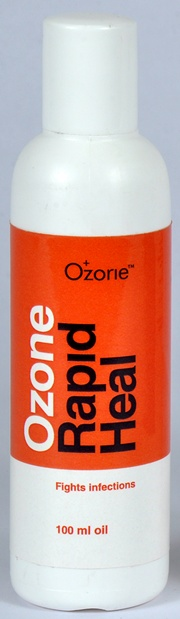 Ozone™
Ozone
Rapid
Heal
Fights infections
100 ml oil